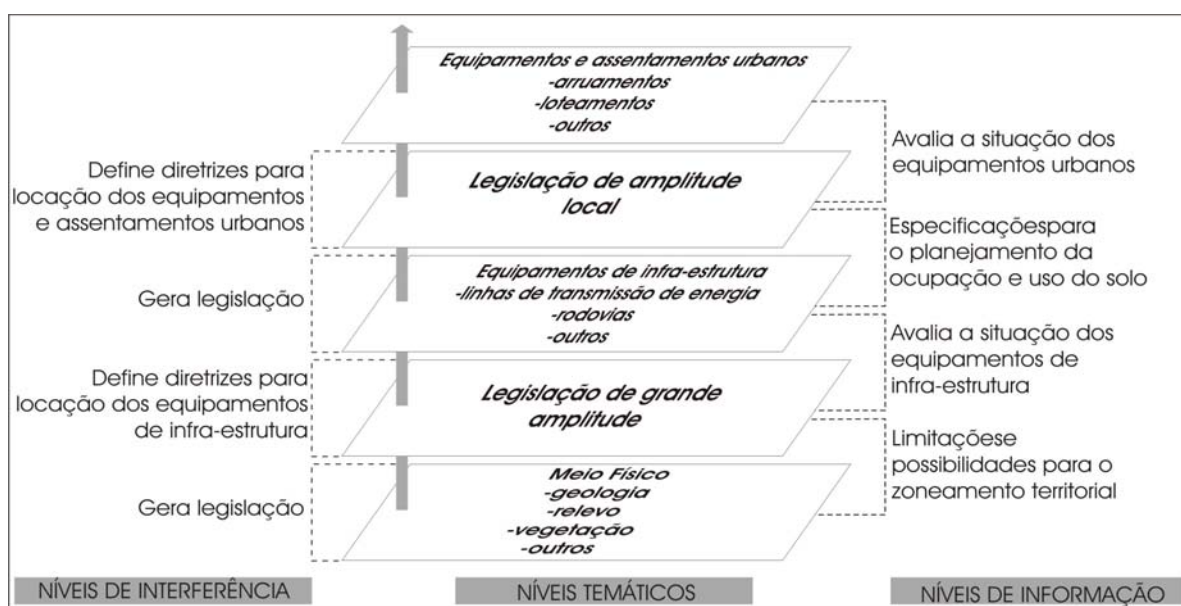 Equipamentos e assentamentos urbanos
-arruamentos
-loteamentos
-outros
Legislação de amplitude
local
Equipamentos de infra-estrutura
-linhas de transmissão de energia
-rodovias
-outros
Legislação de grande
amplitude
Meio Físico
-geologia
-relevo
-vegetação
-outros
Define diretrizes para
locação dos equipamentos
e assentamentos urbanos
Gera legislação
Define diretrizes para
locação dos equipamentos
de infra-estrutura
Gera legislação
Avalia a situação dos
equipamentos urbanos
Especificaçõespara
o planejamento da
ocupação e uso do solo
Avalia a situação dos
equipamentos de
infra-estrutura
Limitaçõese
possibilidades para o
zoneamento territorial
NÍVEIS DE INTERFERÊNCIA
NÍVEIS TEMÁTICOS
NÍVEIS DE INFORMAÇÃO